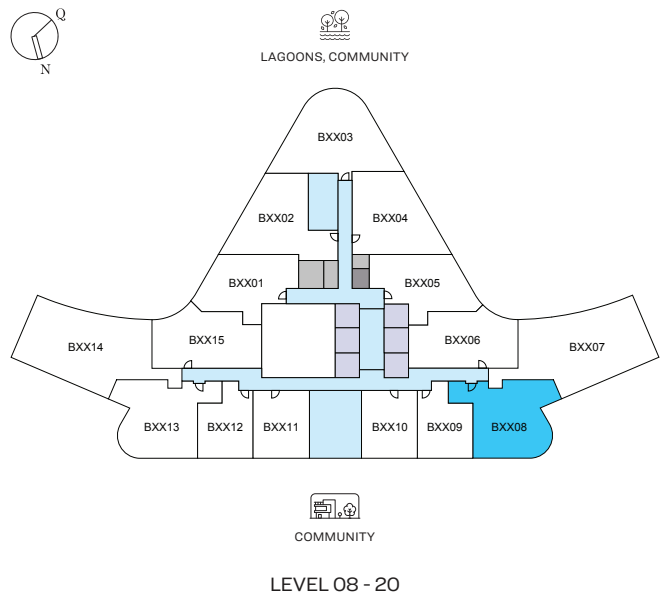 Q
N
LAGOONS, COMMUNITY
BXX03
BXX02
BXX04
BXX01
BXX05
BXX14
BXX15
BXX06
BXX07
BXX13
BXX12
BXX11
BXX10
BXX09
BXX08
COMMUNITY
LEVEL 08 - 20